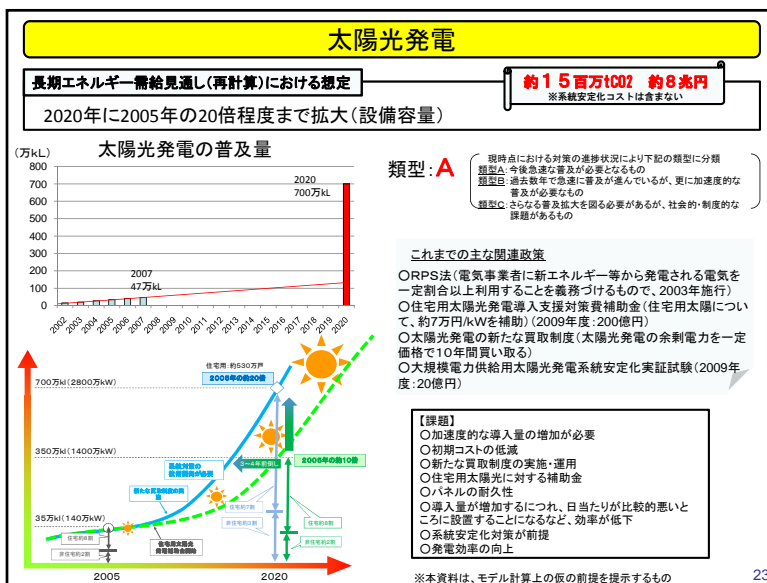 太陽光発電
長期エネルギー需給見通し(再計算)における想定
約15百万tCO2 約8兆円
※系統安定化コストは含まない
2020年に2005年の20倍程度まで拡大(設備容量)
太陽光発電の普及量
(万kL)
800
700
600
500
400
300
200
100
0
2020
700万kL
2007
47万kL
2002
2003
2004
2005
2006
2007
2008
2009
2010
2011
2012
2013
2014
2015
2016
2017
2018
2019
2020
類型:A
現時点における対策の進捗状況により下記の類型に分類
類型A:今後急速な普及が必要となるもの
類型B:過去数年で急速に普及が進んでいるが、更に加速度的な
普及が必要なもの
類型C:さらなる普及拡大を図る必要があるが、社会的・制度的な
課題があるもの
これまでの主な関連政策
○RPS法(電気事業者に新エネルギー等から発電される電気を
一定割合以上利用することを義務づけるもので、2003年施行)
○住宅用太陽光発電導入支援対策費補助金(住宅用太陽につい
て、約7万円/kWを補助)(2009年度:200億円)
○太陽光発電の新たな買取制度(太陽光発電の余剰電力を一定
価格で10年間買い取る)
○大規模電力供給用太陽光発電系統安定化実証試験(2009年
度:20億円)
住宅用:約530万戸
2005年の約20倍
700万kl(2800万kW)
350万kl(1400万kW)
3~4年前倒し
2005年の約10倍
系統対策の
技術開発が必要
新たな買取制度の実
施
35万kl(140万kW)
住宅用太陽光
発電補助金開始
住宅約8割
非住宅約2割
住宅約7割
非住宅約3割
住宅約8割
非住宅約2割
2005
2020
【課題】
○加速度的な導入量の増加が必要
○初期コストの低減
○新たな買取制度の実施・運用
○住宅用太陽光に対する補助金
○パネルの耐久性
○導入量が増加するにつれ、日当たりが比較的悪いと
ころに設置することになるなど、効率が低下
○系統安定化対策が前提
○発電効率の向上
※本資料は、モデル計算上の仮の前提を提示するもの
23